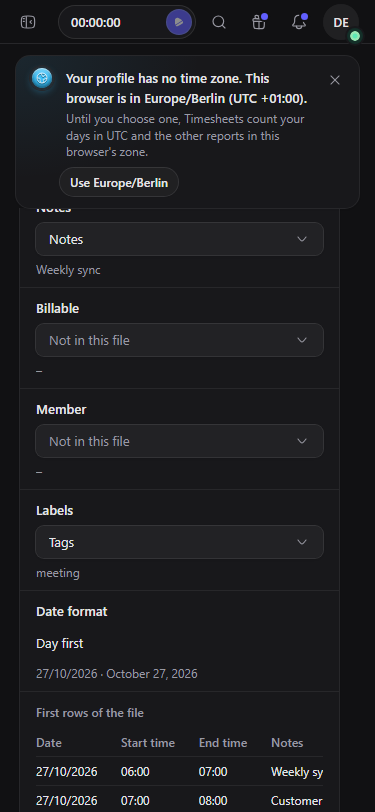 00:00:00
DE
Your profile has no time zone. This
browser is in Europe/Berlin (UTC +01:00).
Until you choose one, Timesheets count your
days in UTC and the other reports in this
browser's zone.
Use Europe/Berlin
Notes
Notes
Weekly sync
Billable
Not in this file
–
Member
Not in this file
–
Labels
Tags
meeting
Date format
Day first
27/10/2026 · October 27, 2026
First rows of the file
Date Start time End time Notes
27/10/2026 06:00 07:00 Weekly sy
27/10/2026 07:00 08:00 Customer